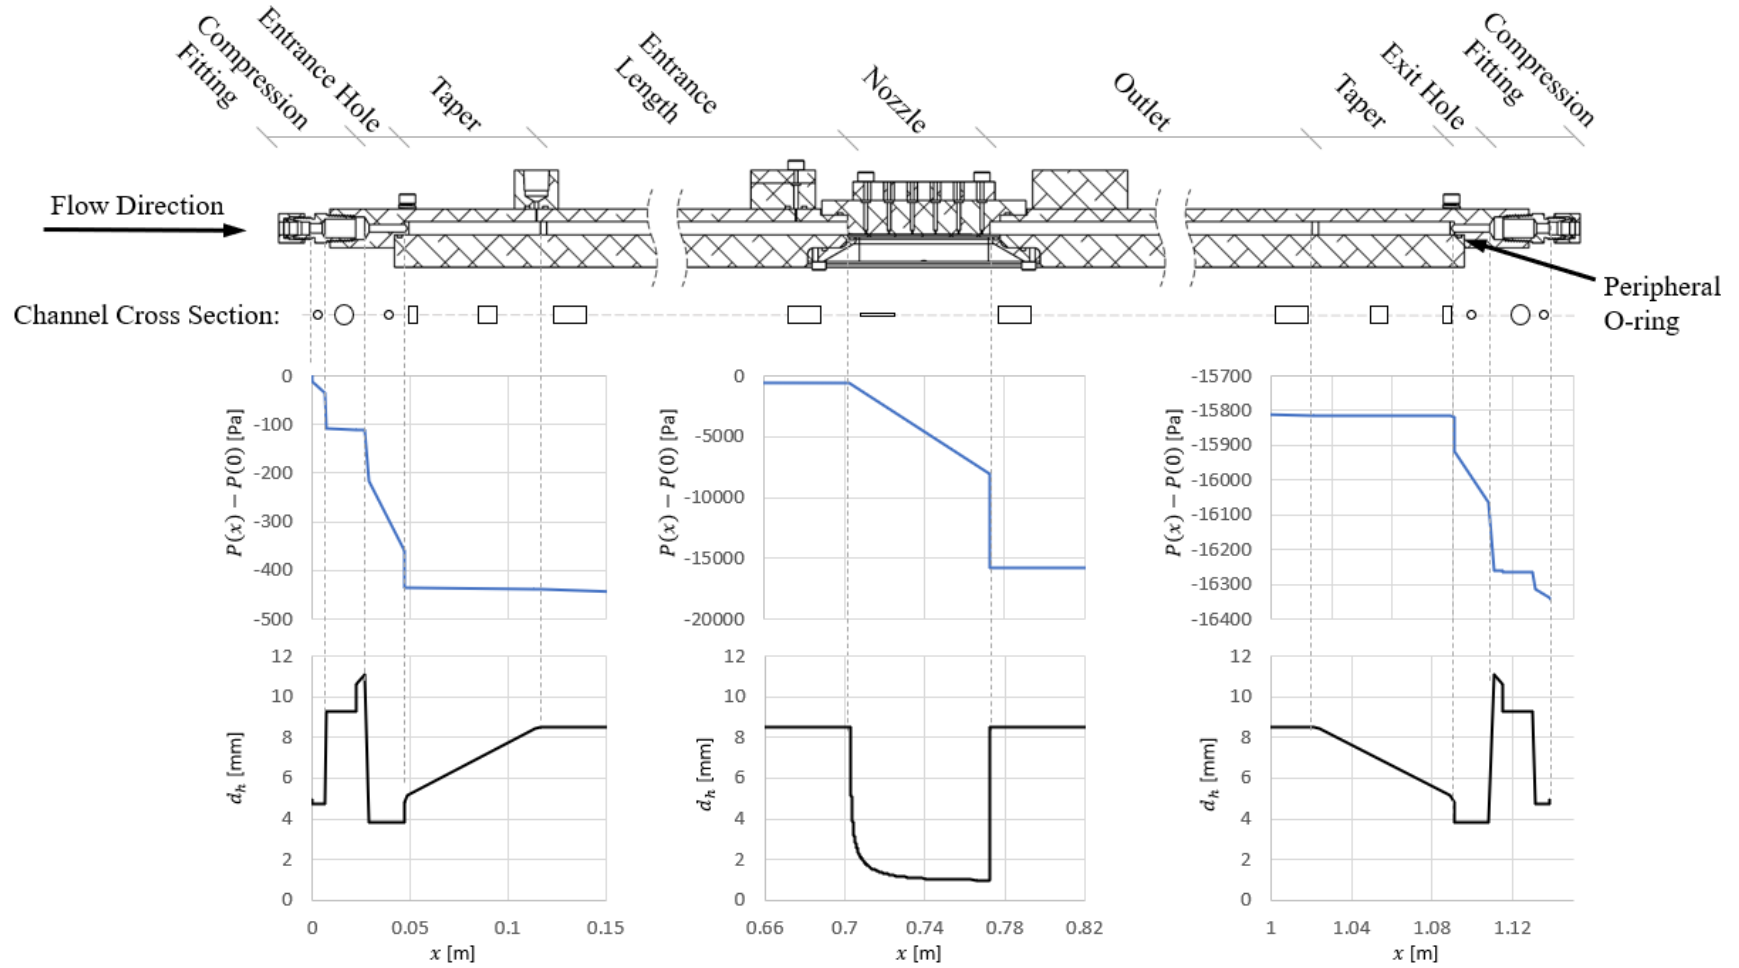 Compression
Fitting
Entrance Hole
Taper
Entrance
Length
Nozzle
Outlet
Taper
Exit Hole
Compression
Fitting
Flow Direction
Peripheral
O-ring
Channel Cross Section:
P(x) − P(0) [Pa]
0
-100
-200
-300
-400
-500
P(x) − P(0) [Pa]
0
-5000
-10000
-15000
-20000
P(x) − P(0) [Pa]
-15700
-15800
-15900
-16000
-16100
-16200
-16300
-16400
dₕ [mm]
12
10
8
6
4
2
0
0 0.05 0.1 0.15
x [m]
dₕ [mm]
12
10
8
6
4
2
0
0.66 0.7 0.74 0.78 0.82
x [m]
dₕ [mm]
12
10
8
6
4
2
0
1 1.04 1.08 1.12
x [m]